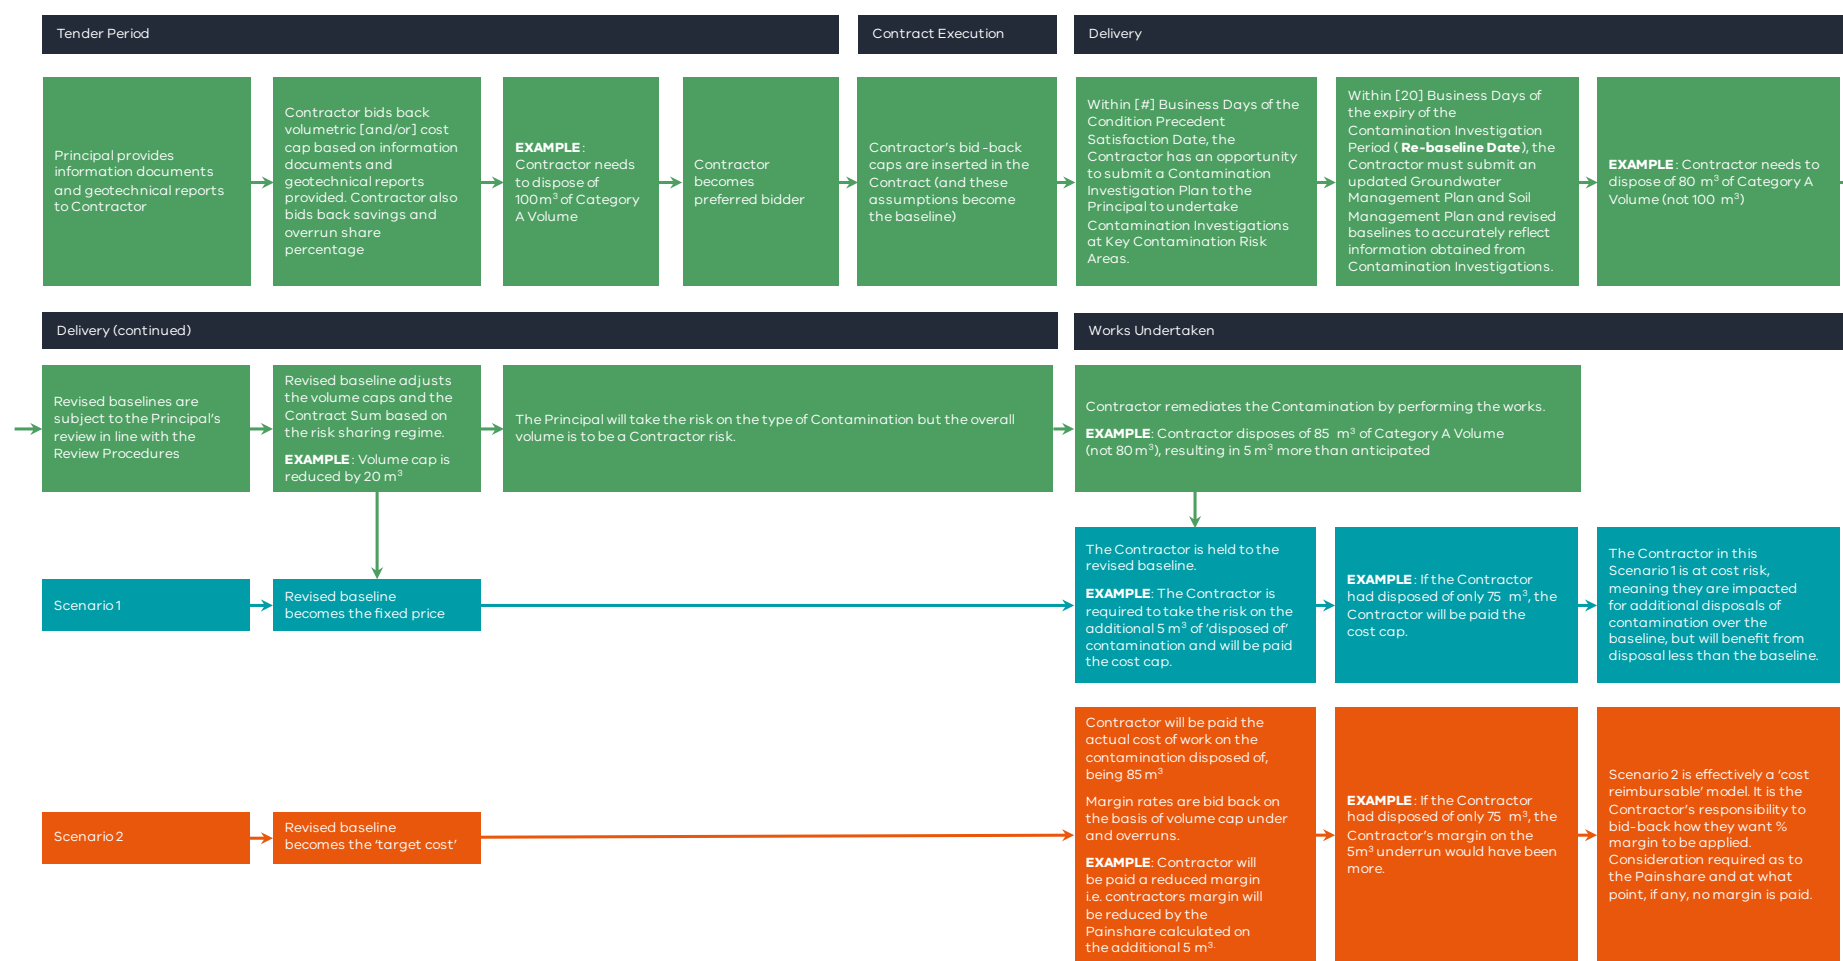 Tender Period
Contract Execution
Delivery
Principal provides
information documents
and geotechnical reports
to Contractor
Contractor bids back
volumetric [and/or] cost
cap based on information
documents and
geotechnical reports
provided. Contractor also
bids back savings and
overrun share
percentage
EXAMPLE:
Contractor needs
to dispose of
100m³ of Category
A Volume
Contractor
becomes
preferred bidder
Contractor's bid-back
caps are inserted in the
Contract (and these
assumptions become
the baseline)
Within [#] Business Days of the
Condition Precedent
Satisfaction Date, the
Contractor has an opportunity
to submit a Contamination
Investigation Plan to the
Principal to undertake
Contamination Investigations
at Key Contamination Risk
Areas.
Within [20] Business Days of
the expiry of the
Contamination Investigation
Period ( Re-baseline Date), the
Contractor must submit an
updated Groundwater
Management Plan and Soil
Management Plan and revised
baselines to accurately reflect
information obtained from
Contamination Investigations.
EXAMPLE: Contractor needs to
dispose of 80 m³ of Category A
Volume (not 100 m³)
Delivery (continued)
Works Undertaken
Revised baselines are
subject to the Principal's
review in line with the
Review Procedures
Revised baseline adjusts
the volume caps and the
Contract Sum based on
the risk sharing regime.
EXAMPLE: Volume cap is
reduced by 20 m³
The Principal will take the risk on the type of Contamination but the overall
volume is to be a Contractor risk.
Contractor remediates the Contamination by performing the works.
EXAMPLE: Contractor disposes of 85 m³ of Category A Volume
(not 80 m³), resulting in 5 m³ more than anticipated
Scenario 1
Revised baseline
becomes the fixed price
The Contractor is held to the
revised baseline.
EXAMPLE: The Contractor is
required to take the risk on the
additional 5 m³ of 'disposed of'
contamination and will be paid
the cost cap.
EXAMPLE: If the Contractor
had disposed of only 75 m³, the
Contractor will be paid the
cost cap.
The Contractor in this
Scenario 1 is at cost risk,
meaning they are impacted
for additional disposals of
contamination over the
baseline, but will benefit from
disposal less than the baseline.
Scenario 2
Revised baseline
becomes the 'target cost'
Contractor will be paid the
actual cost of work on the
contamination disposed of,
being 85 m³
Margin rates are bid back on
the basis of volume cap under
and overruns.
EXAMPLE: Contractor will
be paid a reduced margin
i.e. contractors margin will
be reduced by the
Painshare calculated on
the additional 5 m³.
EXAMPLE: If the Contractor
had disposed of only 75 m³, the
Contractor's margin on the
5m³ underrun would have been
more.
Scenario 2 is effectively a 'cost
reimbursable' model. It is the
Contractor's responsibility to
bid-back how they want %
margin to be applied.
Consideration required as to
the Painshare and at what
point, if any, no margin is paid.